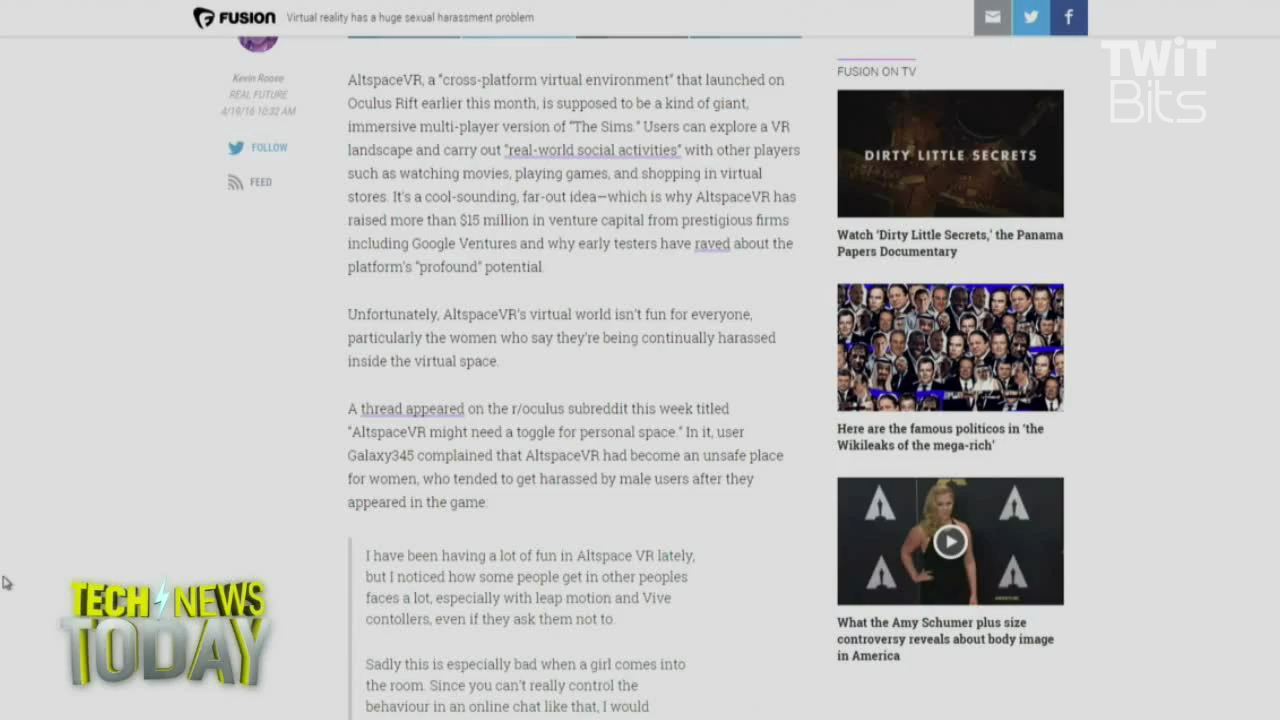 FUSION
Virtual reality has a huge sexual harassment problem
TWiT
Bits
Kevin Roose
REAL FUTURE
4/19/16 10:32 AM
FOLLOW
FEED
AltspaceVR, a "cross-platform virtual environment" that launched on
Oculus Rift earlier this month, is supposed to be a kind of giant,
immersive multi-player version of "The Sims." Users can explore a VR
landscape and carry out "real-world social activities" with other players
such as watching movies, playing games, and shopping in virtual
stores. It's a cool-sounding, far-out idea—which is why AltspaceVR has
raised more than $15 million in venture capital from prestigious firms
including Google Ventures and why early testers have raved about the
platform's "profound" potential.
Unfortunately, AltspaceVR's virtual world isn't fun for everyone,
particularly the women who say they're being continually harassed
inside the virtual space.
A thread appeared on the r/oculus subreddit this week titled
"AltspaceVR might need a toggle for personal space." In it, user
Galaxy345 complained that AltspaceVR had become an unsafe place
for women, who tended to get harassed by male users after they
appeared in the game:
I have been having a lot of fun in Altspace VR lately,
but I noticed how some people get in other peoples
faces a lot, especially with leap motion and Vive
contollers, even if they ask them not to.
Sadly this is especially bad when a girl comes into
the room. Since you can't really control the
behaviour in an online chat like that, I would
FUSION ON TV
DIRTY LITTLE SECRETS
Watch 'Dirty Little Secrets,' the Panama
Papers Documentary
Here are the famous politicos in 'the
Wikileaks of the mega-rich'
What the Amy Schumer plus size
controversy reveals about body image
in America
TECH NEWS
TODAY